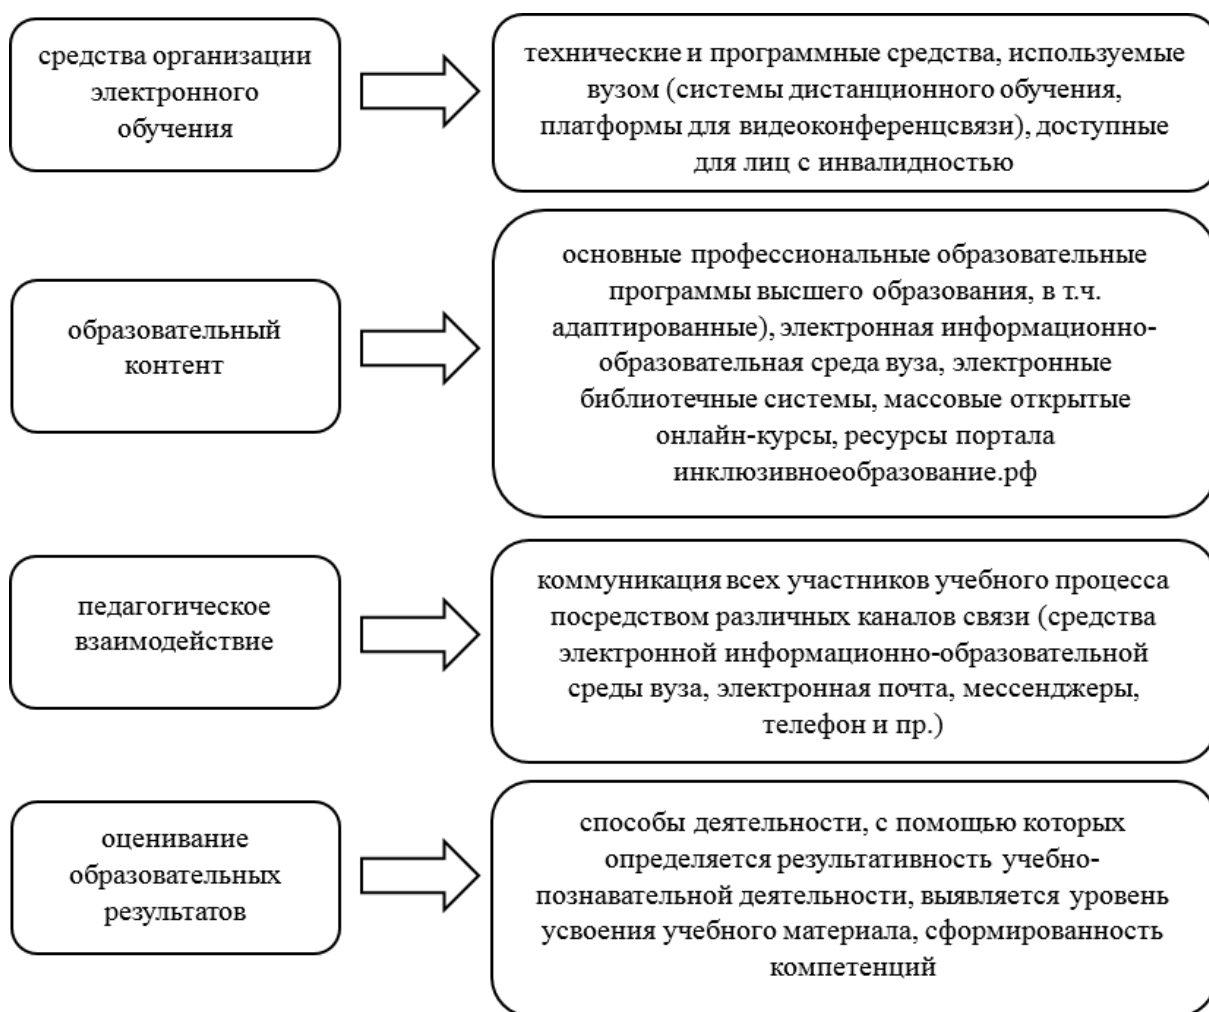 средства организации
электронного
обучения
технические и программные средства, используемые
вузом (системы дистанционного обучения,
платформы для видеоконференцсвязи), доступные
для лиц с инвалидностью
образовательный
контент
основные профессиональные образовательные
программы высшего образования, в т.ч.
адаптированные), электронная информационно-
образовательная среда вуза, электронные
библиотечные системы, массовые открытые
онлайн-курсы, ресурсы портала
инклюзивноеобразование.рф
педагогическое
взаимодействие
коммуникация всех участников учебного процесса
посредством различных каналов связи (средства
электронной информационно-образовательной
среды вуза, электронная почта, мессенджеры,
телефон и пр.)
оценивание
образовательных
результатов
способы деятельности, с помощью которых
определяется результативность учебно-
познавательной деятельности, выявляется уровень
усвоения учебного материала, сформированность
компетенций